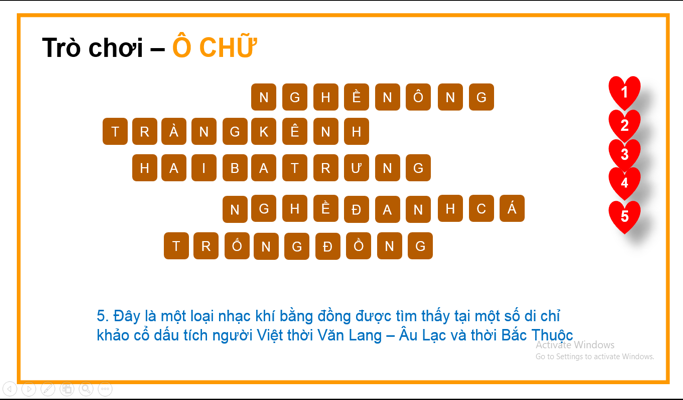 Trò chơi – Ô CHỮ
N G H Ề N Ô N G
T R Ả N G K Ê N H
H A I B A T R Ư N G
N G H Ề Đ A N H C Á
T R Ố N G Đ Ồ N G
1
2
3
4
5
5. Đây là một loại nhạc khí bằng đồng được tìm thấy tại một số di chỉ
khảo cổ dấu tích người Việt thời Văn Lang – Âu Lạc và thời Bắc Thuộc
Activate Windows
Go to Settings to activate Windows.